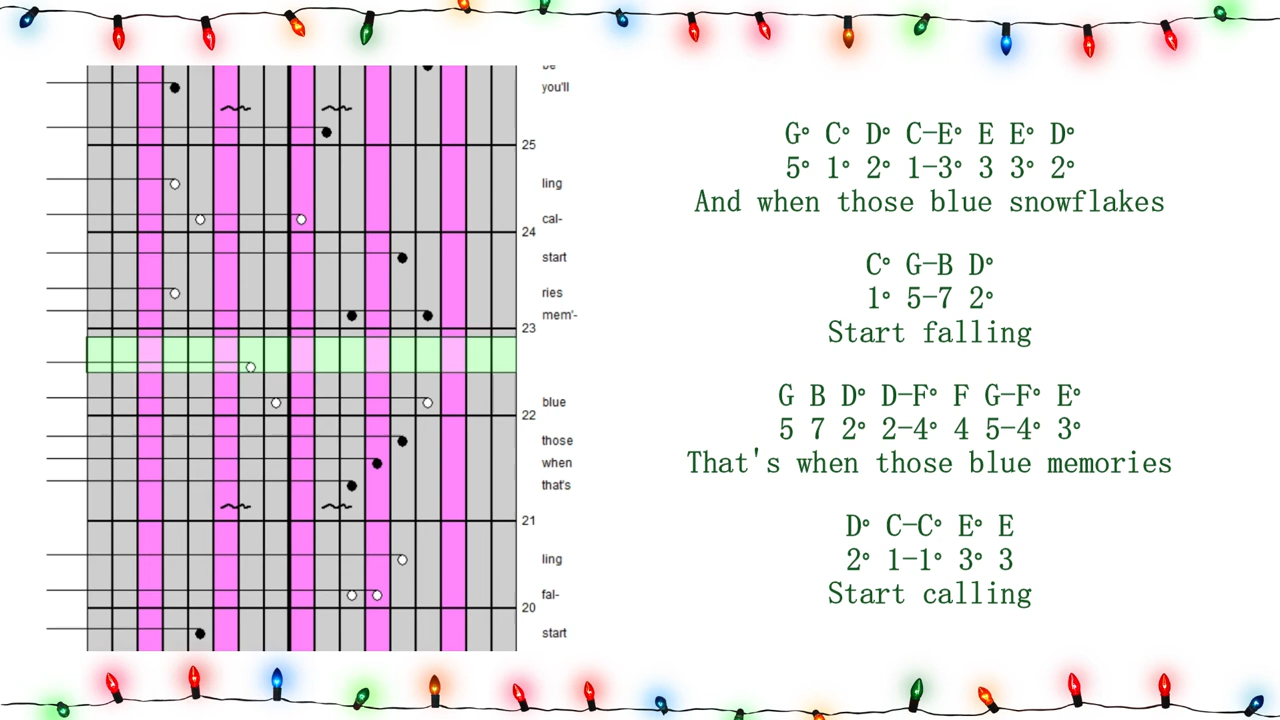 you'll
25
ling
cal-
24
start
ries
mem'-
23
blue
22
those
when
that's
21
ling
fal-
20
start
G° C° D° C–E° E E° D°
5° 1° 2° 1–3° 3 3° 2°
And when those blue snowflakes
C° G–B D°
1° 5–7 2°
Start falling
G B D° D–F° F G–F° E°
5 7 2° 2–4° 4 5–4° 3°
That's when those blue memories
D° C–C° E° E
2° 1–1° 3° 3
Start calling